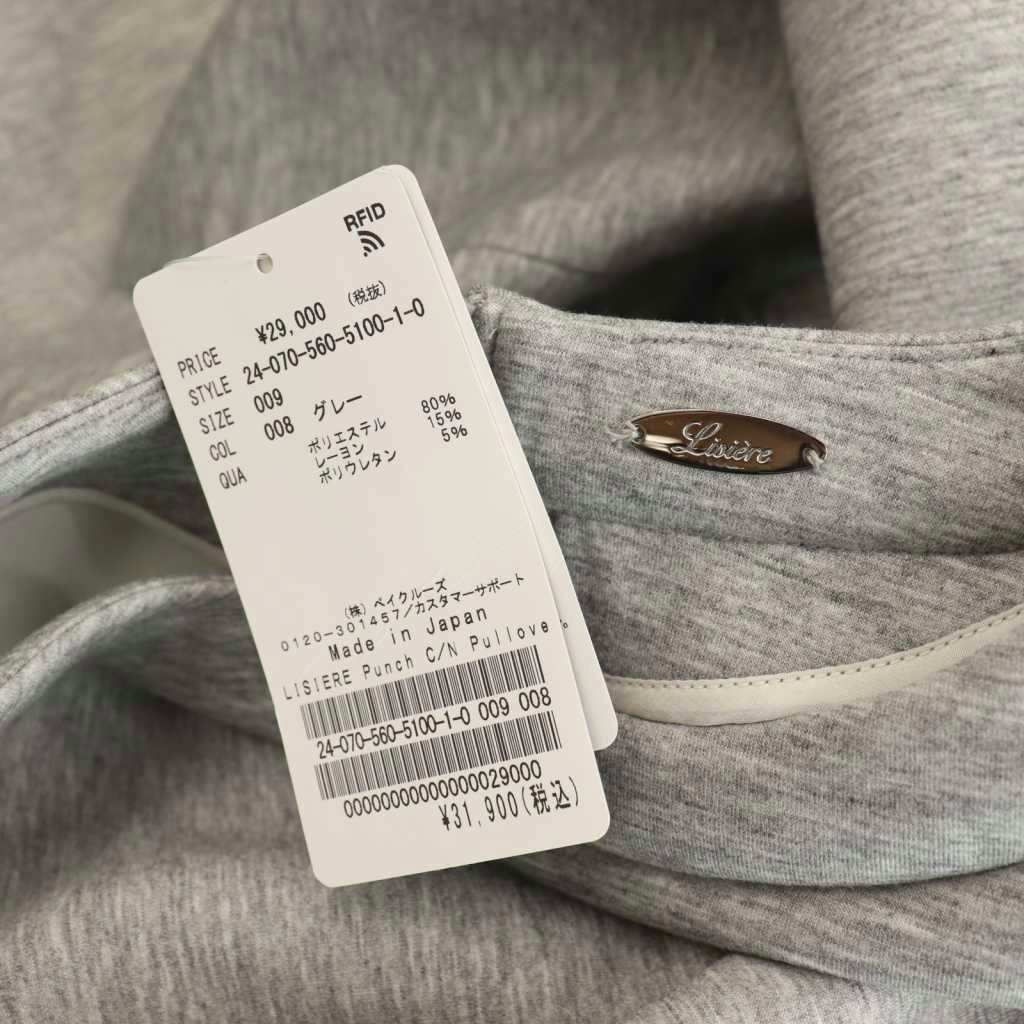 RFID
PRICE ¥29,000 (税抜)
STYLE 24-070-560-5100-1-0
SIZE 009
COL 008 グレー
QUA ポリエステル 80%
レーヨン 15%
ポリウレタン 5%
(株) ベイクルーズ
0120-301457/カスタマーサポート
Made in Japan
LISIERE Punch C/N Pullove
24-070-560-5100-1-0 009 008
0000000000000029000
¥31,900(税込)
Lisière